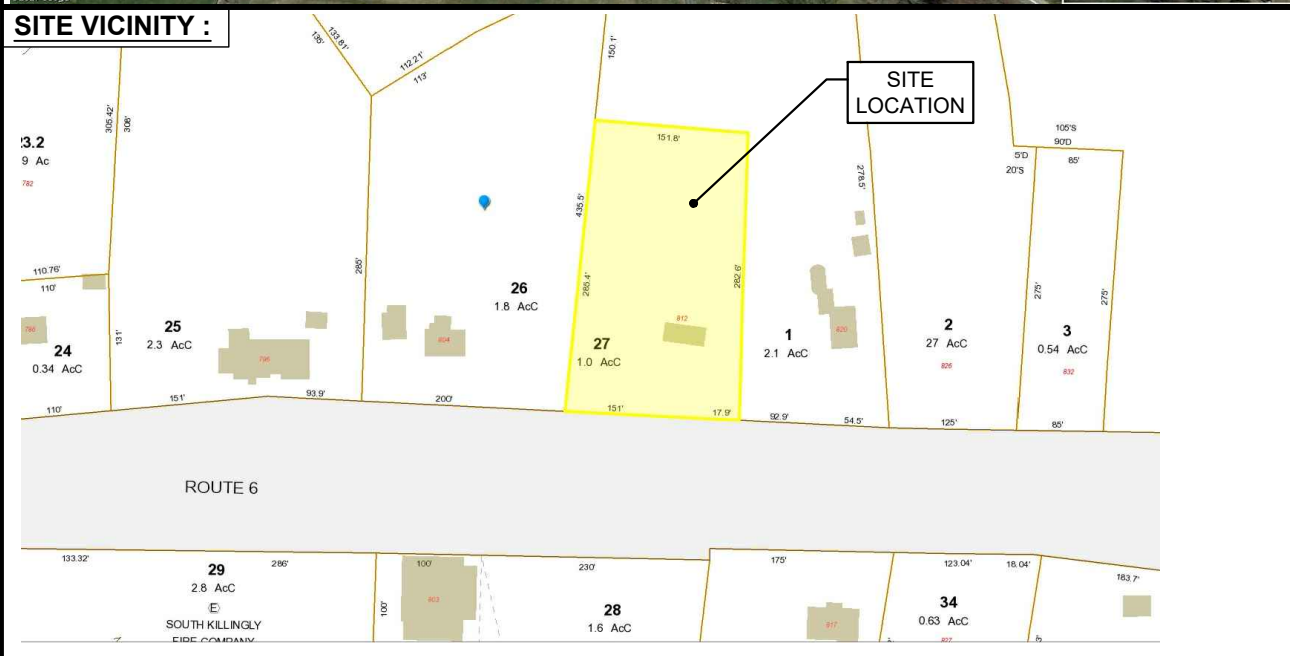 SITE VICINITY :
SITE
LOCATION
133.81'
135'
112.21'
113'
150.1'
305.42'
306'
151.8'
105'S
90'D
5'D
85'
20'S
23.2
9 Ac
782
278.5'
435.5'
285.4'
282.6'
285'
110.76'
110'
26
1.8 AcC
275'
275'
812
25
2.3 AcC
24
0.34 AcC
131'
796
804
27
1.0 AcC
1
2.1 AcC
820
2
27 AcC
826
3
0.54 AcC
832
110'
151'
93.9'
200'
151'
17.9'
92.9'
54.5'
125'
85'
ROUTE 6
133.32'
286'
100'
230'
175'
123.04'
18.04'
183.7'
29
2.8 AcC
E
SOUTH KILLINGLY
FIRE COMPANY
803
100'
28
1.6 AcC
817
34
0.63 AcC
827